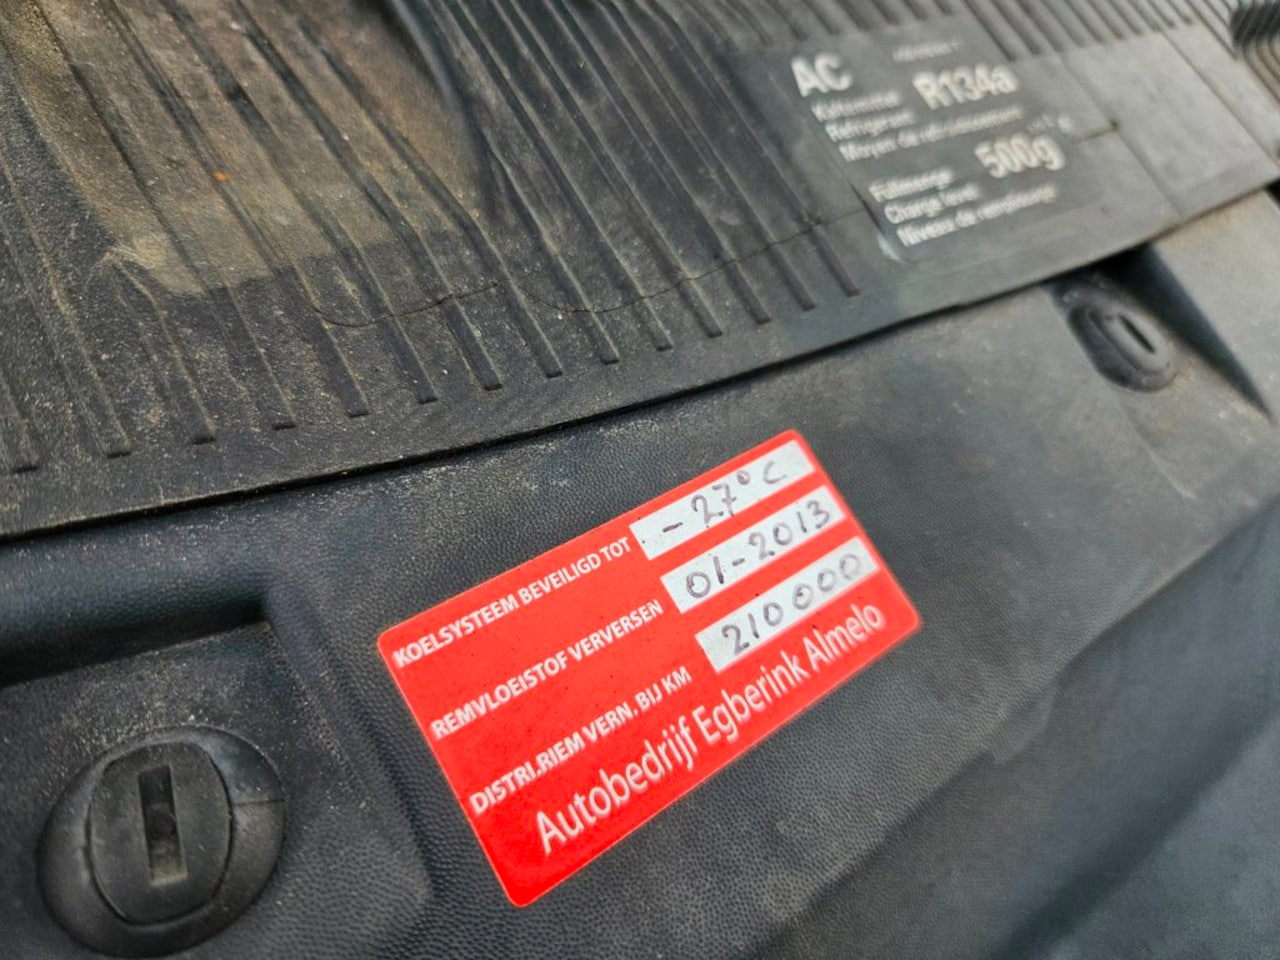 AC
R134a
Kältemittel
Refrigerant
Moyen de refroidissement
500g
Füllmenge
Charge level
Niveau de remplissage
KOELSYSTEEM BEVEILIGD TOT -27°C
REMVLOEISTOF VERVERSEN 01-2013
DISTRI.RIEM VERN. BIJ KM 210000
Autobedrijf Egberink Almelo